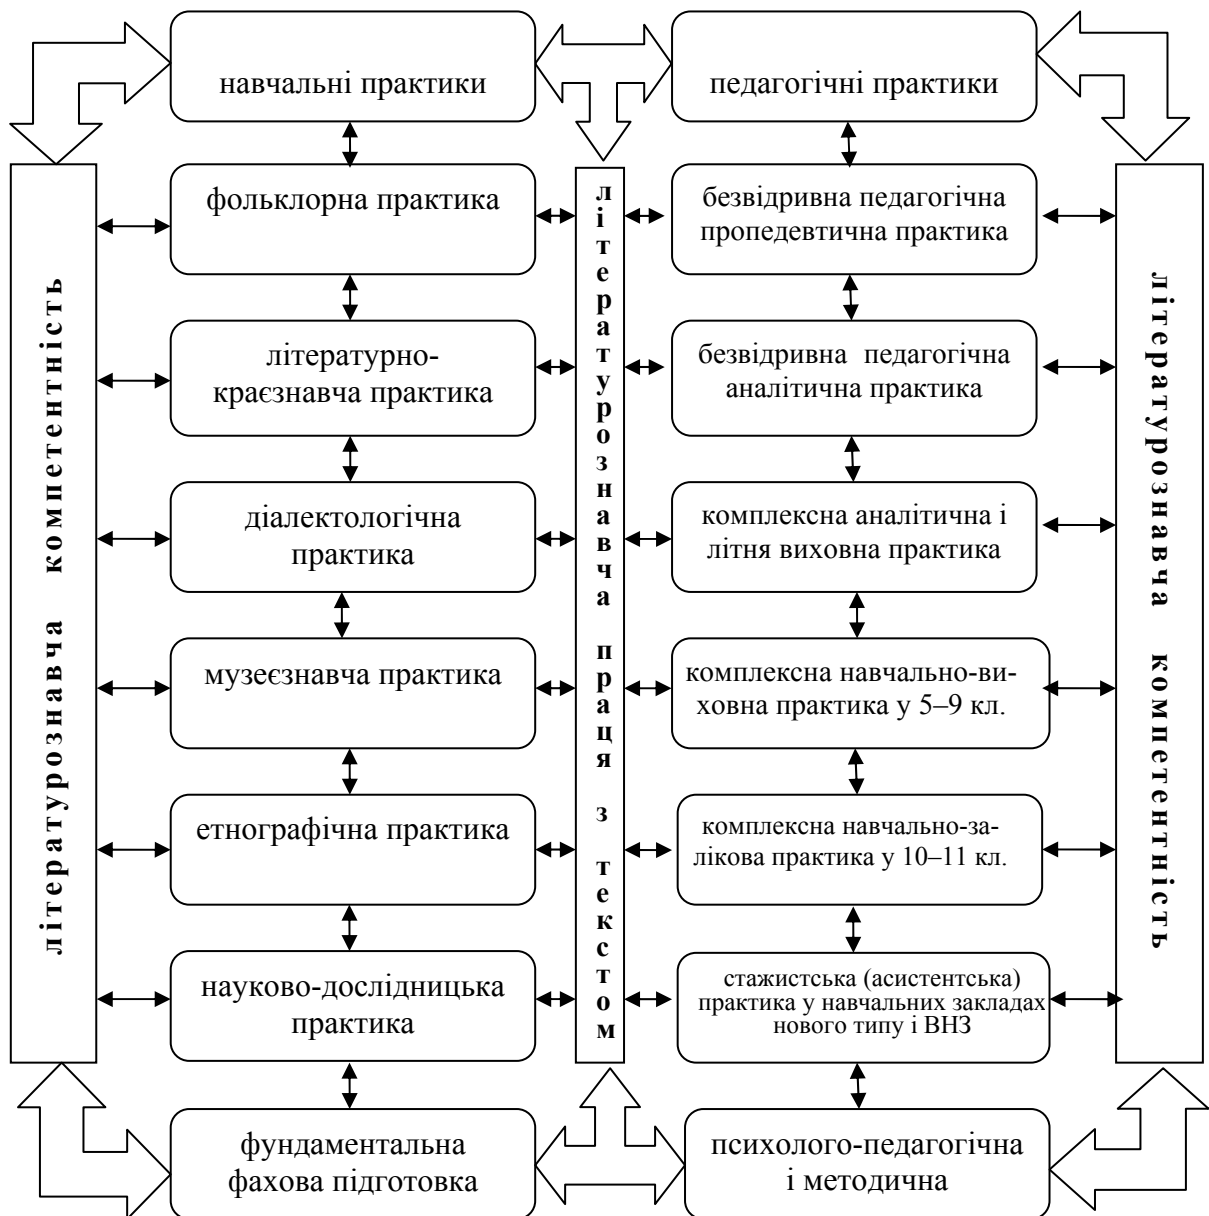 навчальні практики
педагогічні практики
літературознавча компетентність
фольклорна практика
літературознавча праця з текстом
безвідривна педагогічна
пропедевтична практика
літературознавча компетентність
літературно-
краєзнавча практика
безвідривна педагогічна
аналітична практика
діалектологічна
практика
комплексна аналітична і
літня виховна практика
музеєзнавча практика
комплексна навчально-ви-
ховна практика у 5–9 кл.
етнографічна практика
комплексна навчально-за-
лікова практика у 10–11 кл.
науково-дослідницька
практика
стажистська (асистентська)
практика у навчальних закладах
нового типу і ВНЗ
фундаментальна
фахова підготовка
психолого-педагогічна
і методична